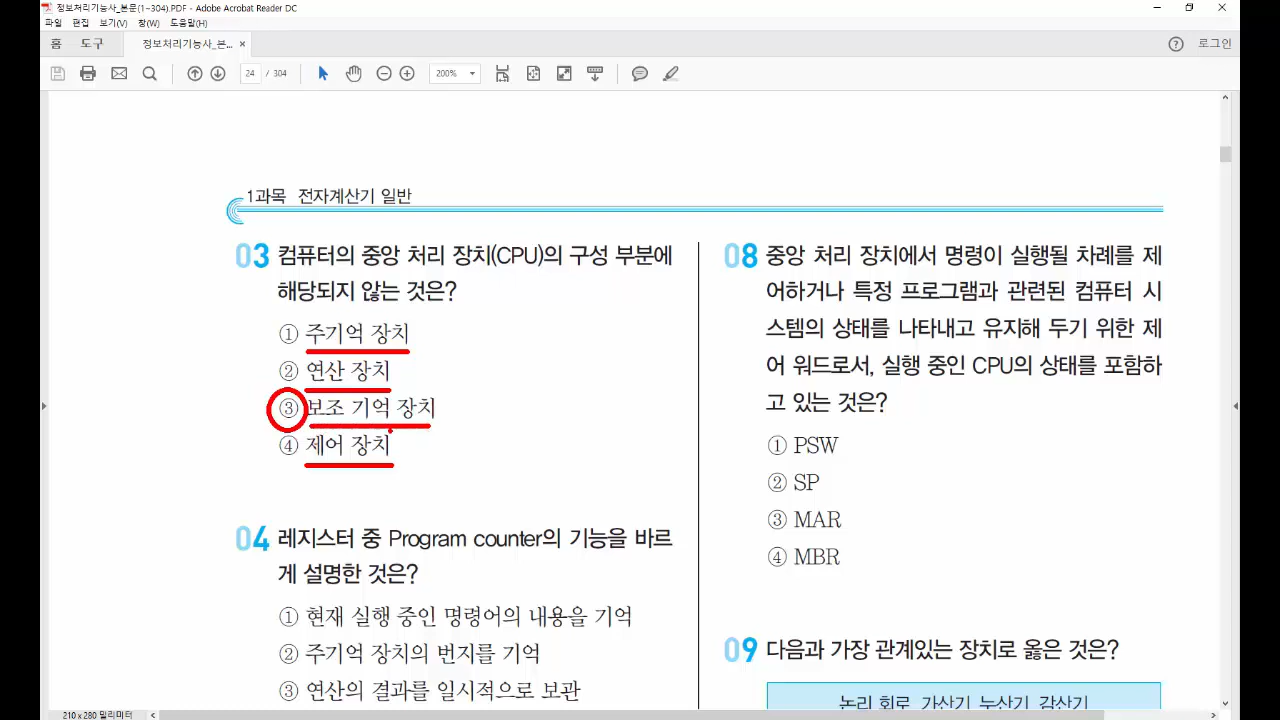 정보처리기능사_본문(1~304).PDF - Adobe Acrobat Reader DC
파일 편집 보기(V) 창(W) 도움말(H)
홈 도구 정보처리기능사_본... × ? 로그인
24 / 304 200%
1과목 전자계산기 일반
03 컴퓨터의 중앙 처리 장치(CPU)의 구성 부분에
해당되지 않는 것은?
① 주기억 장치
② 연산 장치
③ 보조 기억 장치
④ 제어 장치
04 레지스터 중 Program counter의 기능을 바르
게 설명한 것은?
① 현재 실행 중인 명령어의 내용을 기억
② 주기억 장치의 번지를 기억
③ 연산의 결과를 일시적으로 보관
08 중앙 처리 장치에서 명령이 실행될 차례를 제
어하거나 특정 프로그램과 관련된 컴퓨터 시
스템의 상태를 나타내고 유지해 두기 위한 제
어 워드로서, 실행 중인 CPU의 상태를 포함하
고 있는 것은?
① PSW
② SP
③ MAR
④ MBR
09 다음과 가장 관계있는 장치로 옳은 것은?
논리 회로, 가산기, 누산기, 감산기
210 x 280 밀리미터